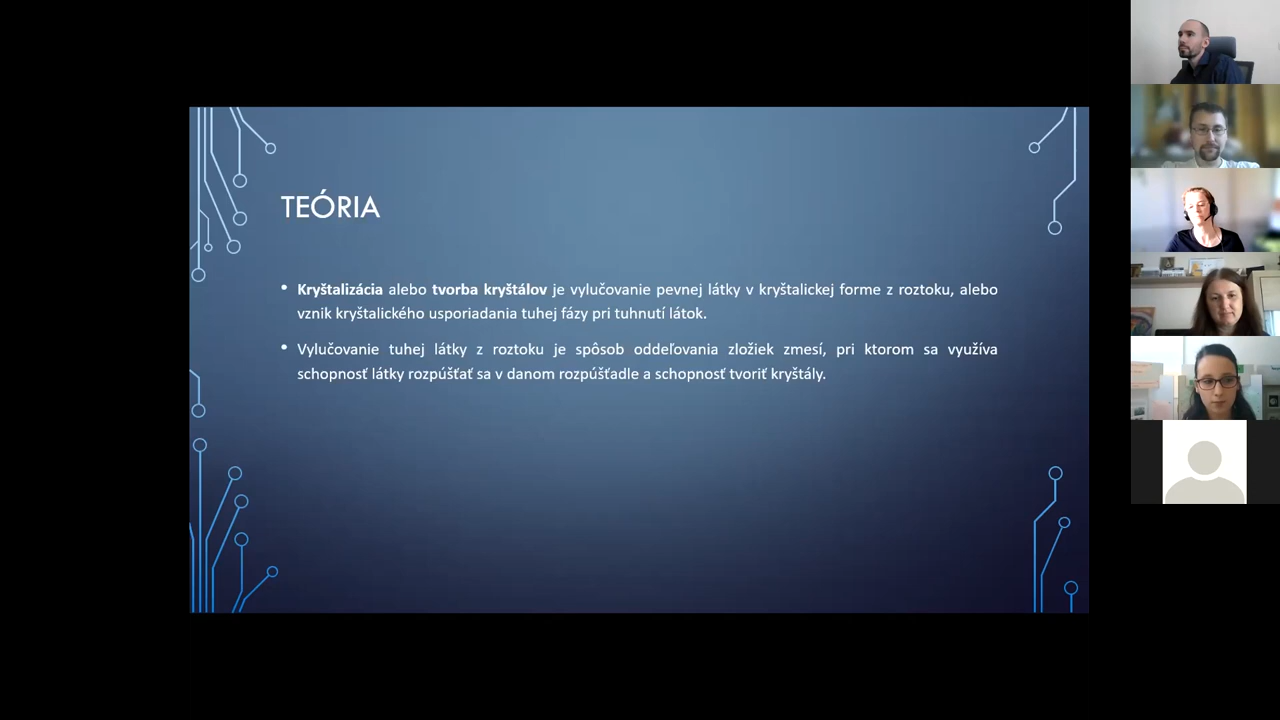 TEÓRIA
• Kryštalizácia alebo tvorba kryštálov je vylučovanie pevnej látky v kryštalickej forme z roztoku, alebo
vznik kryštalického usporiadania tuhej fázy pri tuhnutí látok.
• Vylučovanie tuhej látky z roztoku je spôsob oddeľovania zložiek zmesí, pri ktorom sa využíva
schopnosť látky rozpúšťať sa v danom rozpúšťadle a schopnosť tvoriť kryštály.